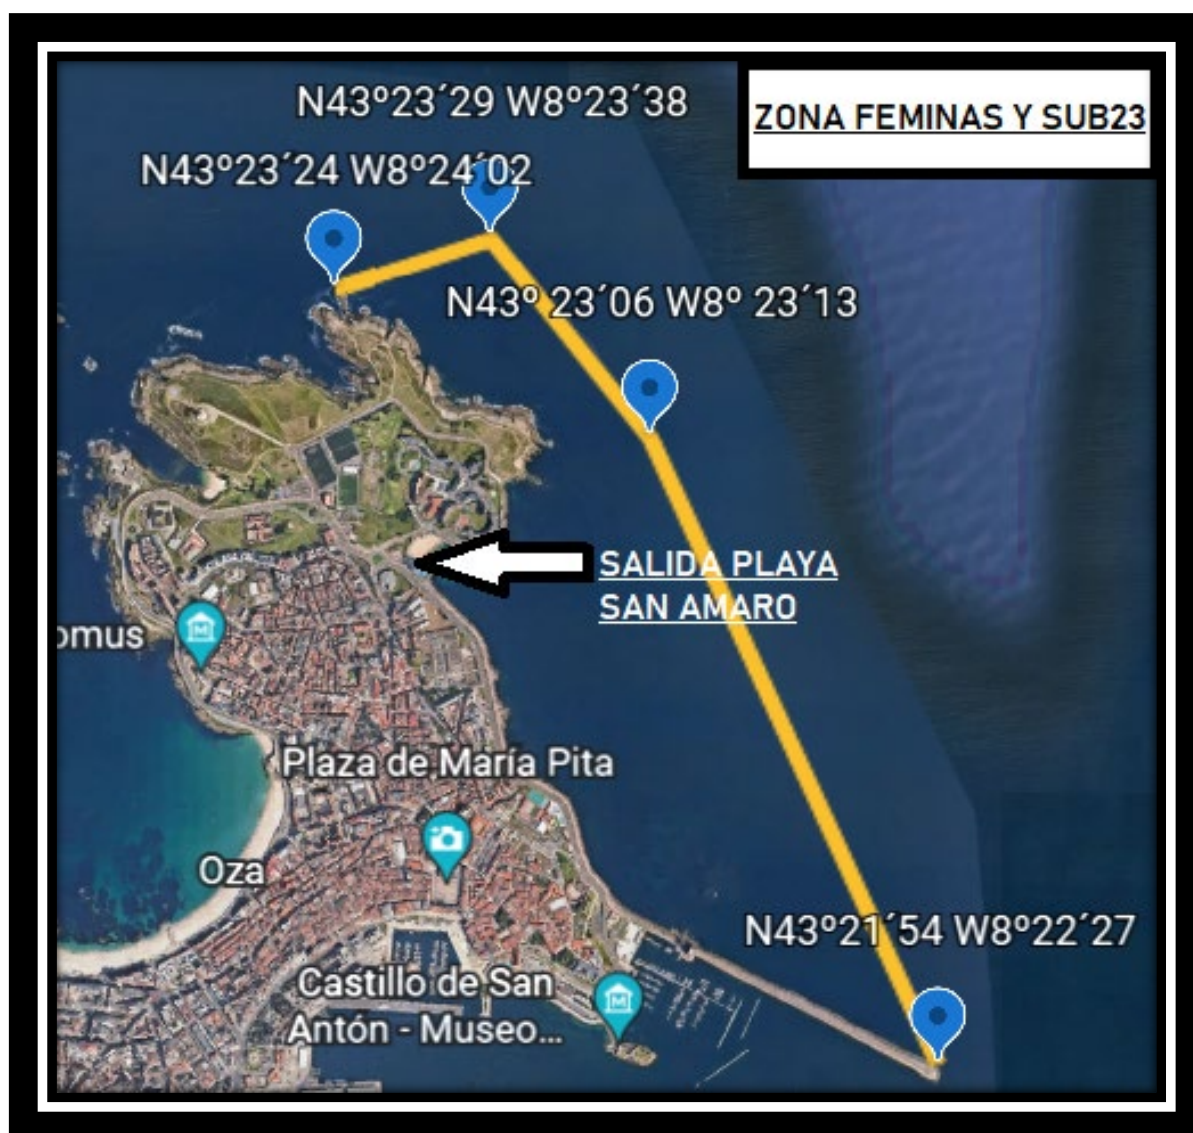 N43º23´29 W8º23´38
ZONA FEMINAS Y SUB23
N43º23´24 W8º24´02
N43º 23´06 W8º 23´13
SALIDA PLAYA
SAN AMARO
omus
Plaza de María Pita
Oza
N43º21´54 W8º22´27
Castillo de San
Antón - Museo...